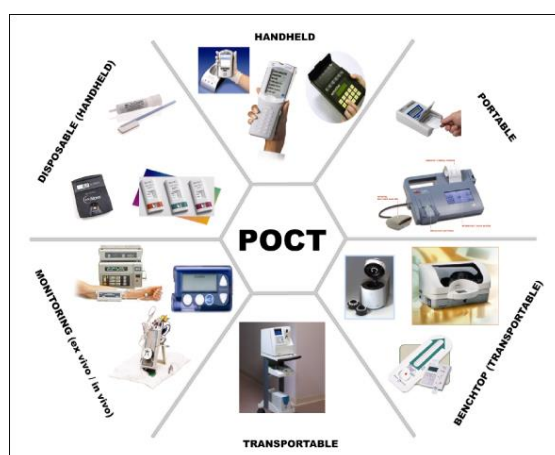 HANDHELD
DISPOSABLE (HANDHELD)
PORTABLE
POCT
MONITORING (ex vivo / in vivo)
BENCHTOP (TRANSPORTABLE)
TRANSPORTABLE